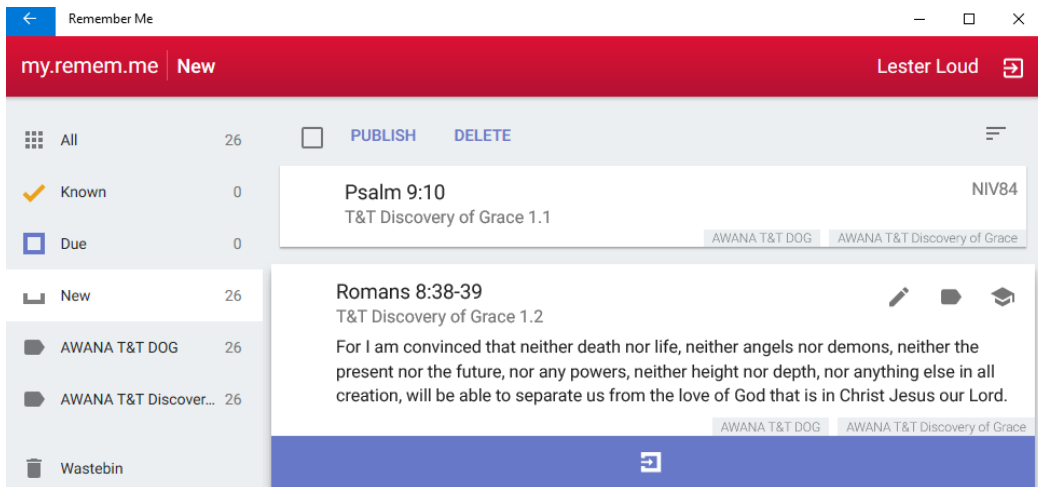 Remember Me
my.remem.me New Lester Loud
All 26
Known 0
Due 0
New 26
AWANA T&T DOG 26
AWANA T&T Discover... 26
Wastebin
PUBLISH DELETE
Psalm 9:10 NIV84
T&T Discovery of Grace 1.1
AWANA T&T DOG AWANA T&T Discovery of Grace
Romans 8:38-39
T&T Discovery of Grace 1.2
For I am convinced that neither death nor life, neither angels nor demons, neither the
present nor the future, nor any powers, neither height nor depth, nor anything else in all
creation, will be able to separate us from the love of God that is in Christ Jesus our Lord.
AWANA T&T DOG AWANA T&T Discovery of Grace